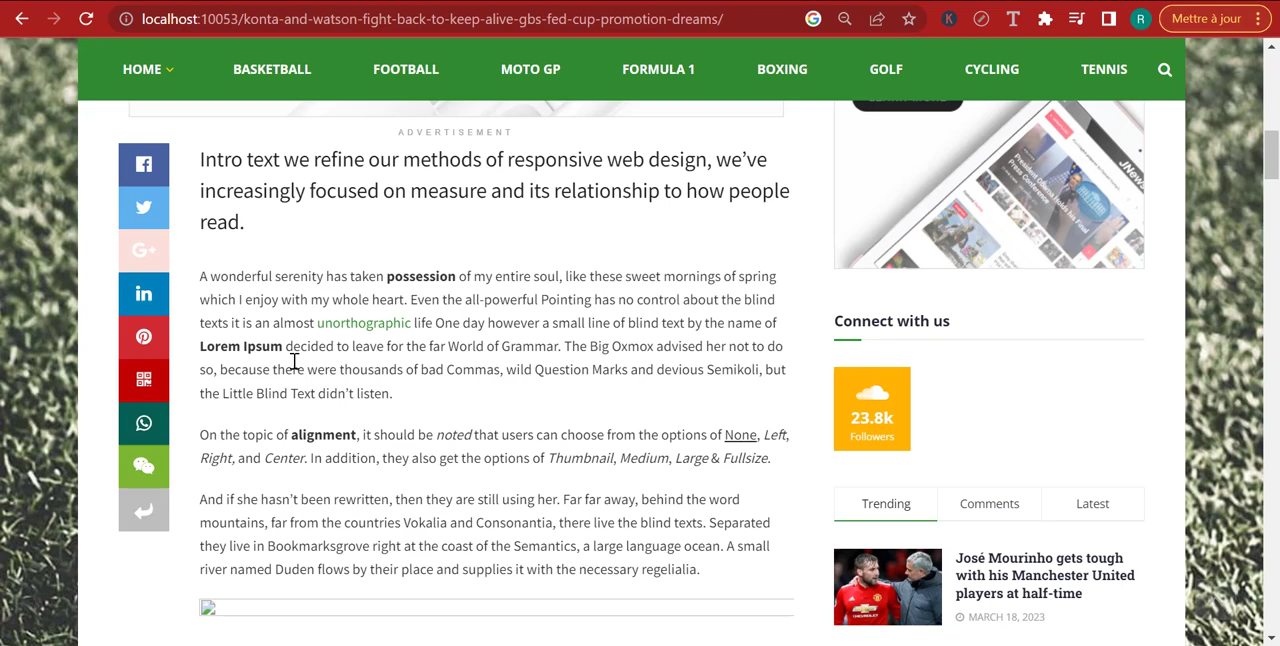 localhost:10053/konta-and-watson-fight-back-to-keep-alive-gbs-fed-cup-promotion-dreams/
K
T
R
Mettre à jour
HOME
BASKETBALL
FOOTBALL
MOTO GP
FORMULA 1
BOXING
GOLF
CYCLING
TENNIS
ADVERTISEMENT
Intro text we refine our methods of responsive web design, we’ve
increasingly focused on measure and its relationship to how people
read.
A wonderful serenity has taken possession of my entire soul, like these sweet mornings of spring
which I enjoy with my whole heart. Even the all-powerful Pointing has no control about the blind
texts it is an almost unorthographic life One day however a small line of blind text by the name of
Lorem Ipsum decided to leave for the far World of Grammar. The Big Oxmox advised her not to do
so, because there were thousands of bad Commas, wild Question Marks and devious Semikoli, but
the Little Blind Text didn’t listen.
On the topic of alignment, it should be noted that users can choose from the options of None, Left,
Right, and Center. In addition, they also get the options of Thumbnail, Medium, Large & Fullsize.
And if she hasn’t been rewritten, then they are still using her. Far far away, behind the word
mountains, far from the countries Vokalia and Consonantia, there live the blind texts. Separated
they live in Bookmarksgrove right at the coast of the Semantics, a large language ocean. A small
river named Duden flows by their place and supplies it with the necessary regelialia.
JNews
Connect with us
23.8k
Followers
Trending
Comments
Latest
José Mourinho gets tough
with his Manchester United
players at half-time
MARCH 18, 2023